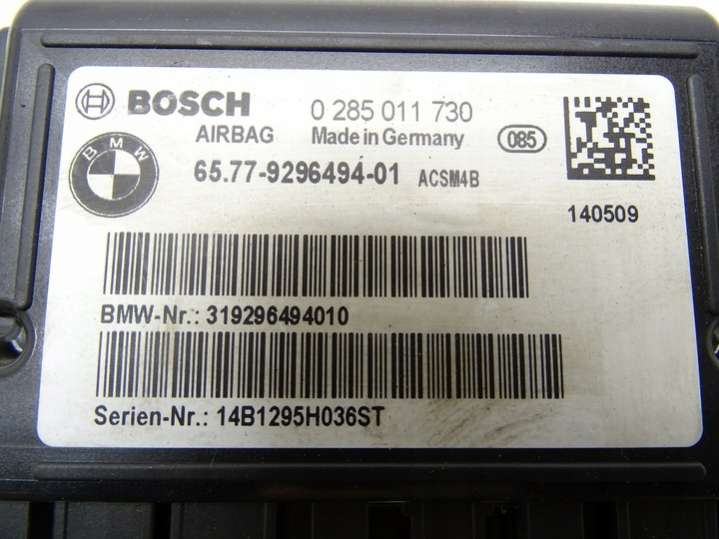 BOSCH 0 285 011 730
AIRBAG Made in Germany 085
BMW 65.77-9296494-01 ACSM4B
140509
BMW-Nr.: 319296494010
Serien-Nr.: 14B1295H036ST